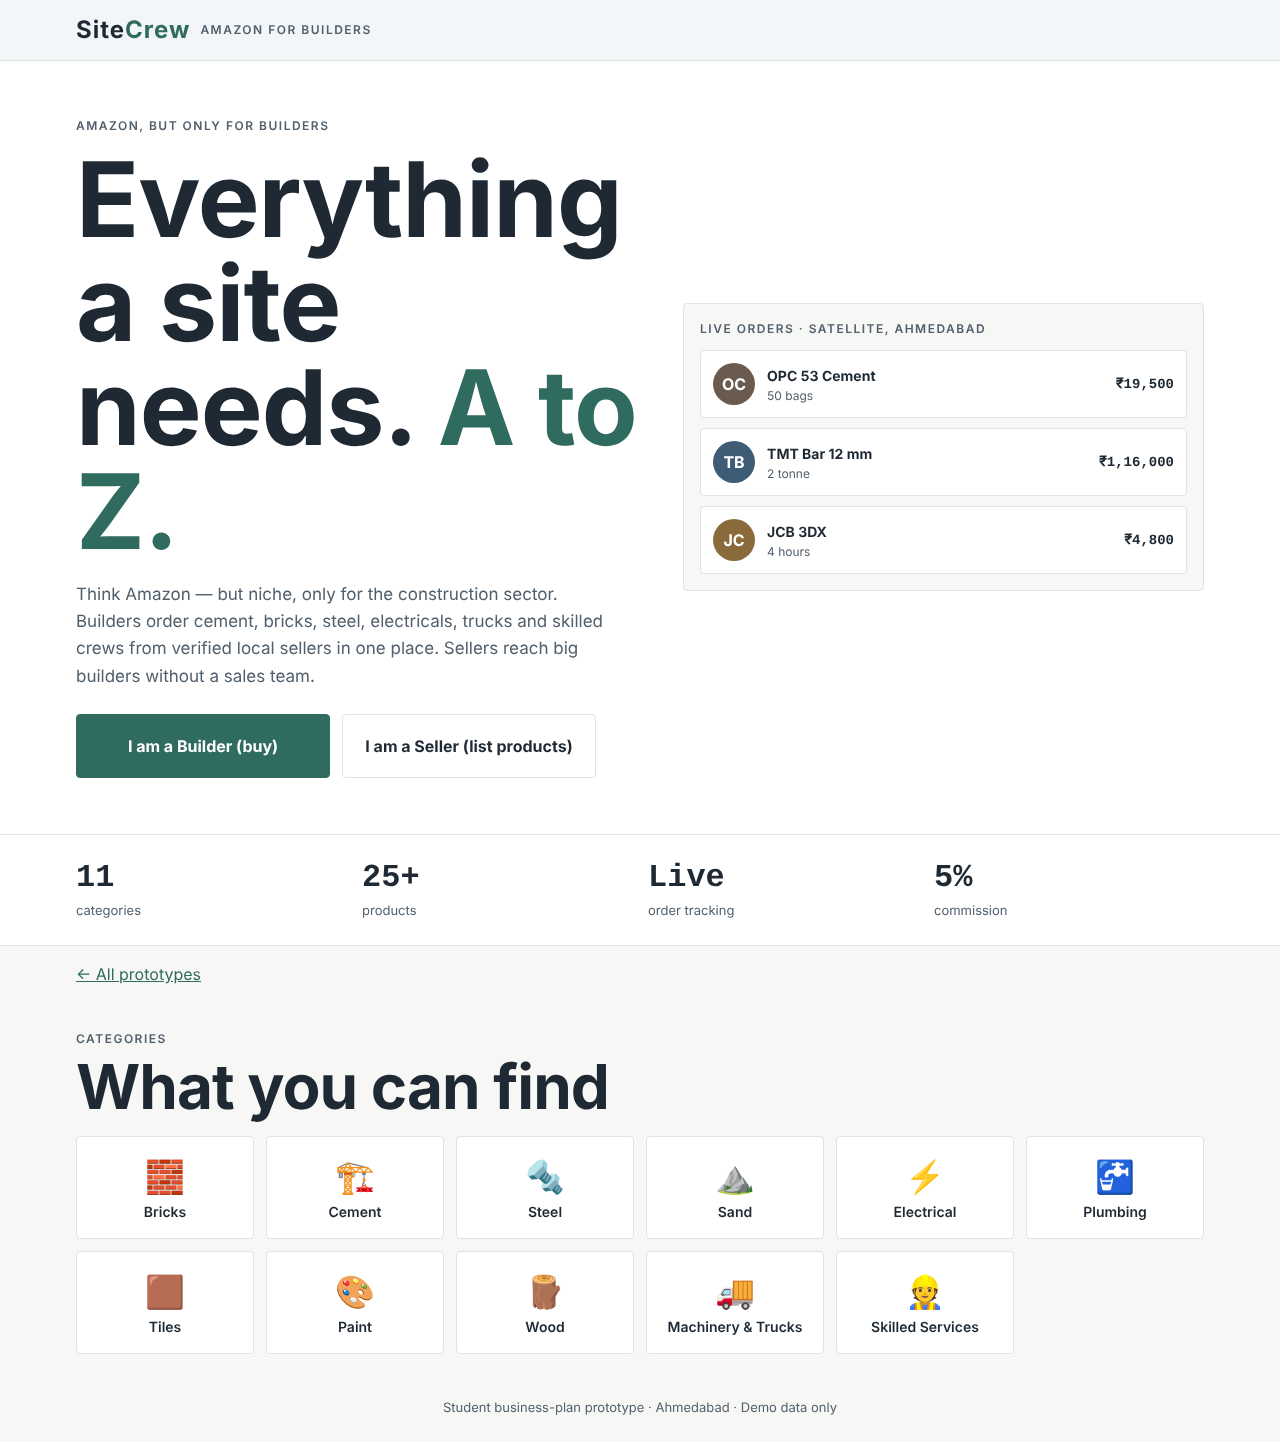 SiteCrew AMAZON FOR BUILDERS
AMAZON, BUT ONLY FOR BUILDERS
Everything
a site
needs. A to
Z.
Think Amazon — but niche, only for the construction sector.
Builders order cement, bricks, steel, electricals, trucks and skilled
crews from verified local sellers in one place. Sellers reach big
builders without a sales team.
I am a Builder (buy)
I am a Seller (list products)
LIVE ORDERS · SATELLITE, AHMEDABAD
OC
OPC 53 Cement
50 bags
₹19,500
TB
TMT Bar 12 mm
2 tonne
₹1,16,000
JC
JCB 3DX
4 hours
₹4,800
11
categories
25+
products
Live
order tracking
5%
commission
← All prototypes
CATEGORIES
What you can find
Bricks
Cement
Steel
Sand
Electrical
Plumbing
Tiles
Paint
Wood
Machinery & Trucks
Skilled Services
Student business-plan prototype · Ahmedabad · Demo data only